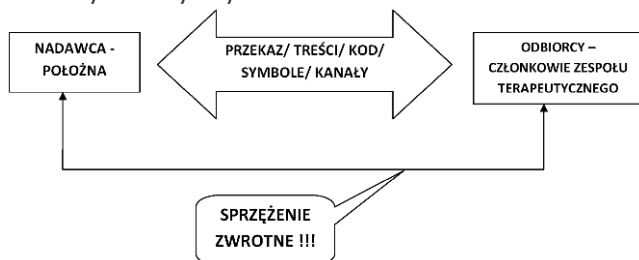 NADAWCA -
POŁOŻNA
PRZEKAZ/ TREŚCI/ KOD/
SYMBOLE/ KANAŁY
ODBIORCY –
CZŁONKOWIE ZESPOŁU
TERAPEUTYCZNEGO
SPRZĘŻENIE
ZWROTNE !!!